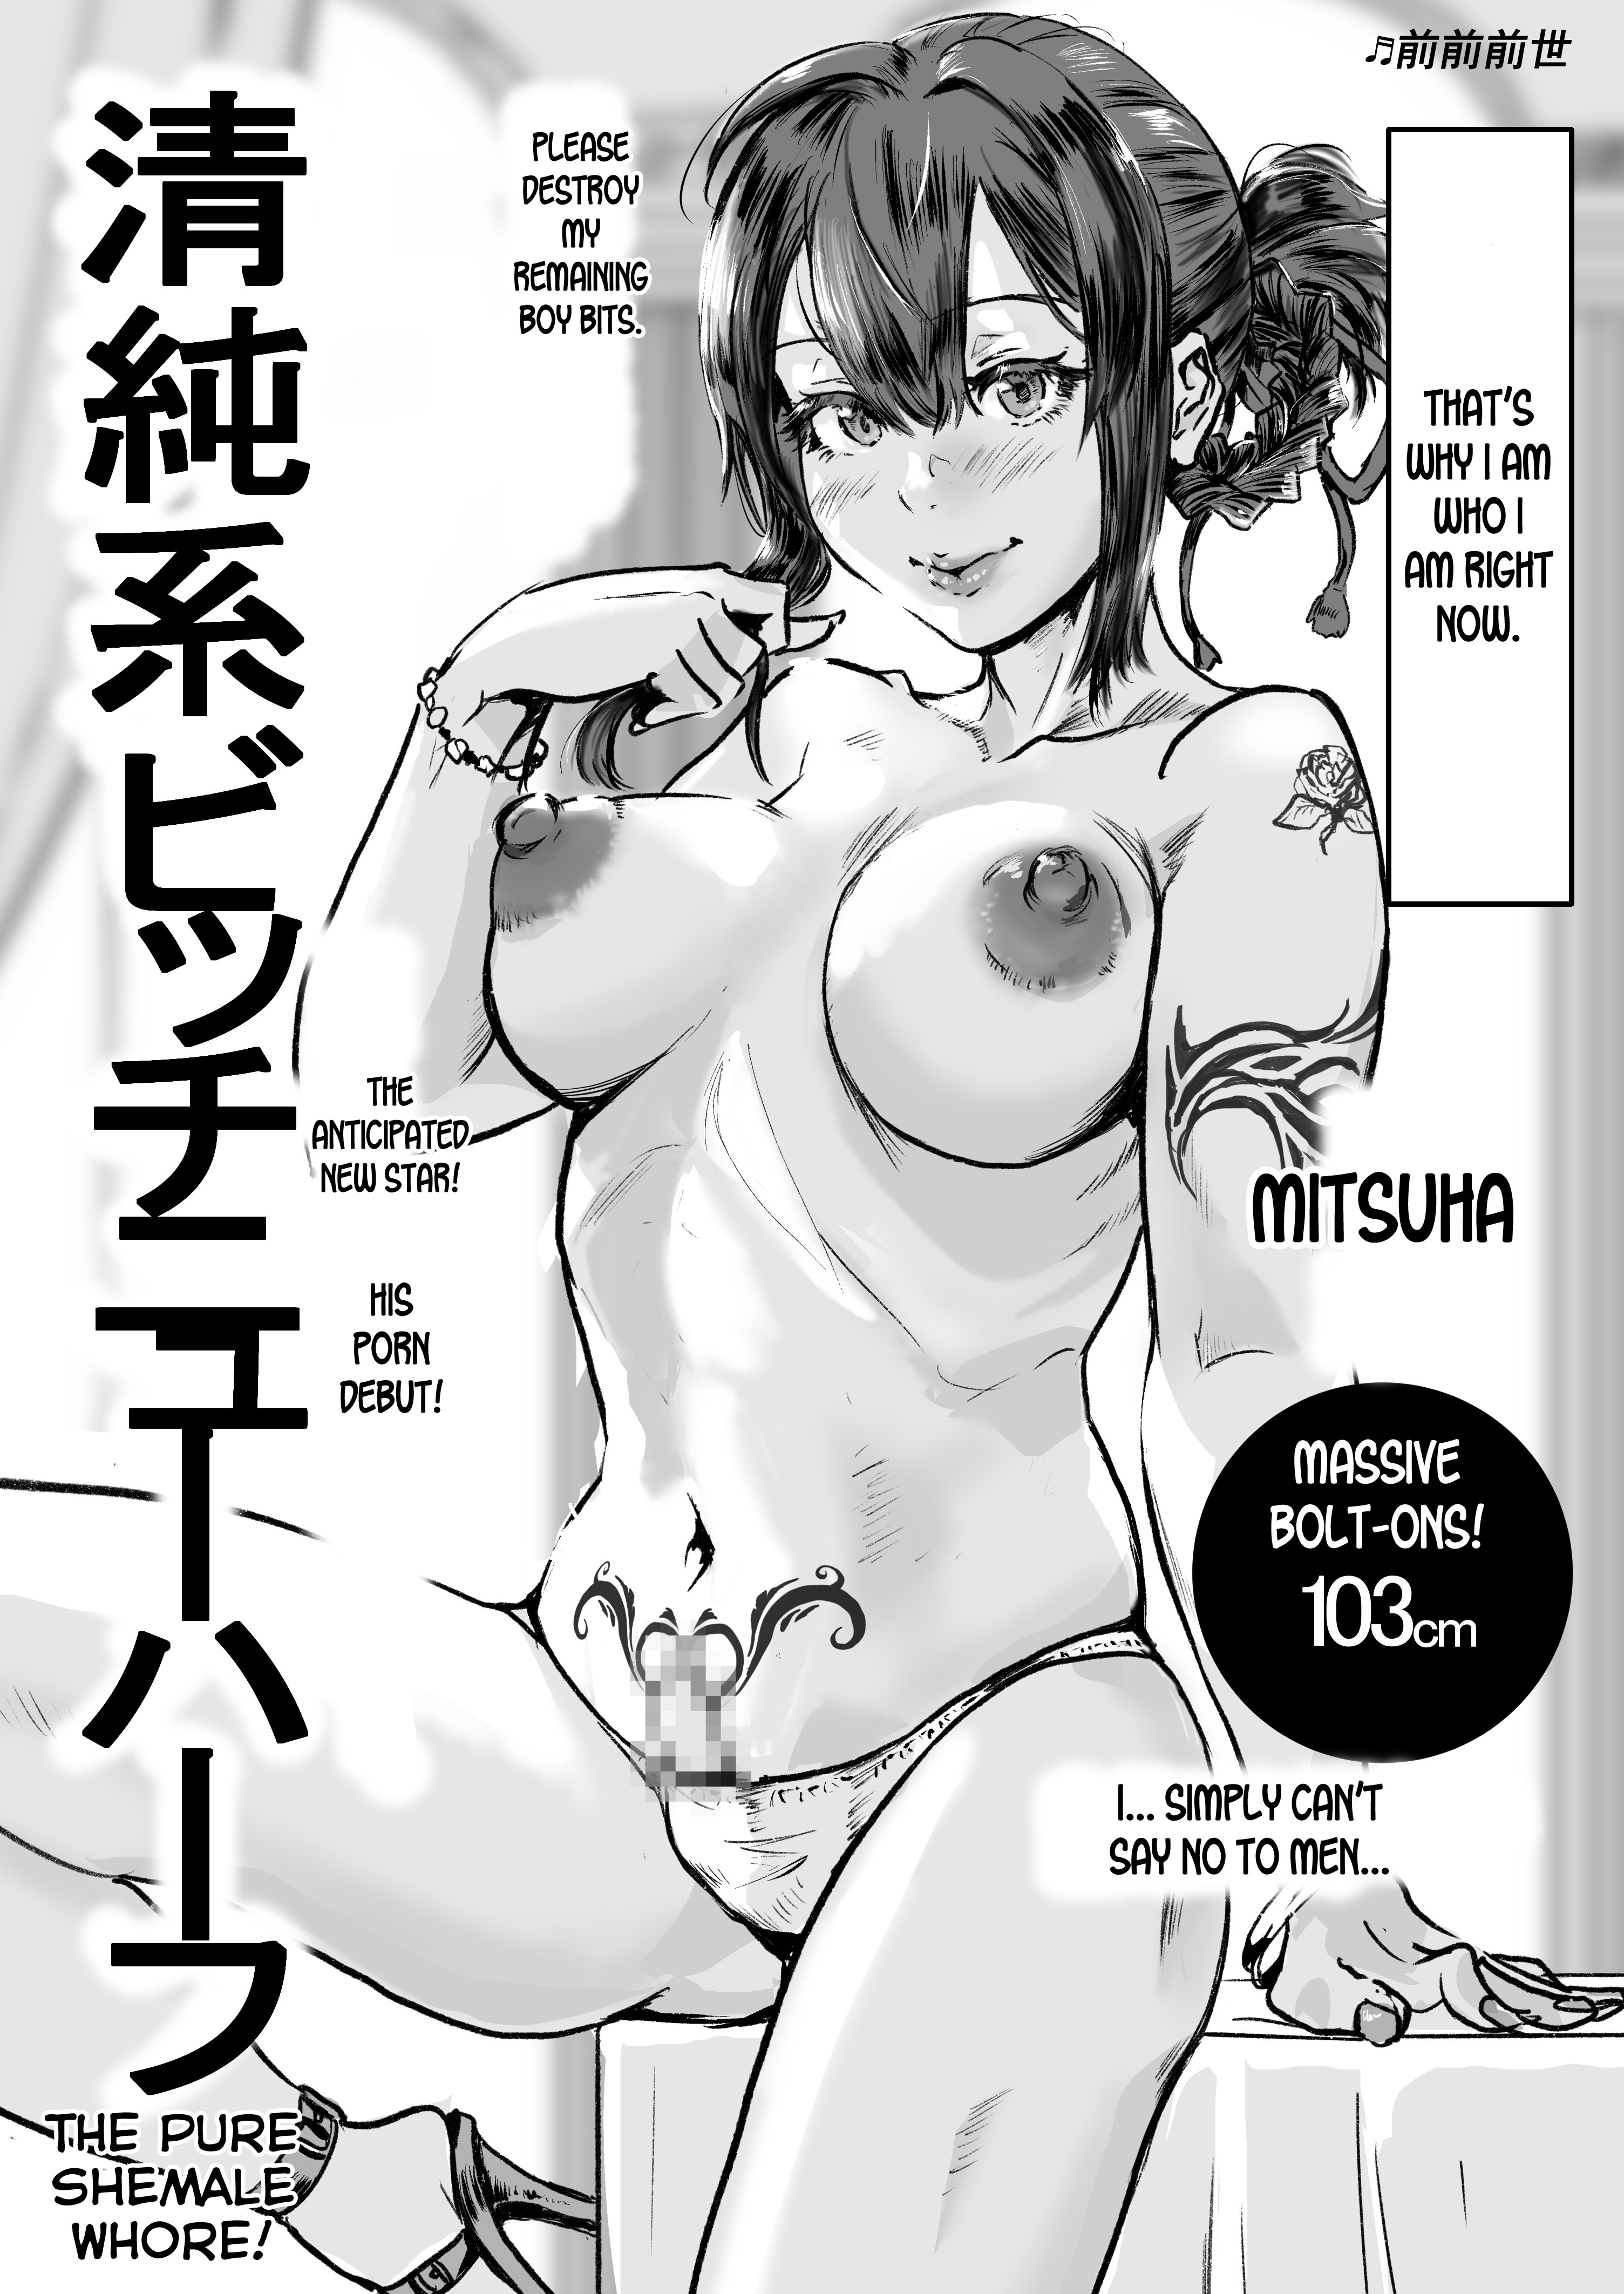 ♬前前前世
THAT'S
WHY I AM
WHO I
AM RIGHT
NOW.
PLEASE
DESTROY
MY
REMAINING
BOY BITS.
清純系ビッチニューハーフ
THE
ANTICIPATED
NEW STAR!
HIS
PORN
DEBUT!
MITSUHA
MASSIVE
BOLT-ONS!
103cm
I... SIMPLY CAN'T
SAY NO TO MEN...
THE PURE
SHEMALE
WHORE!